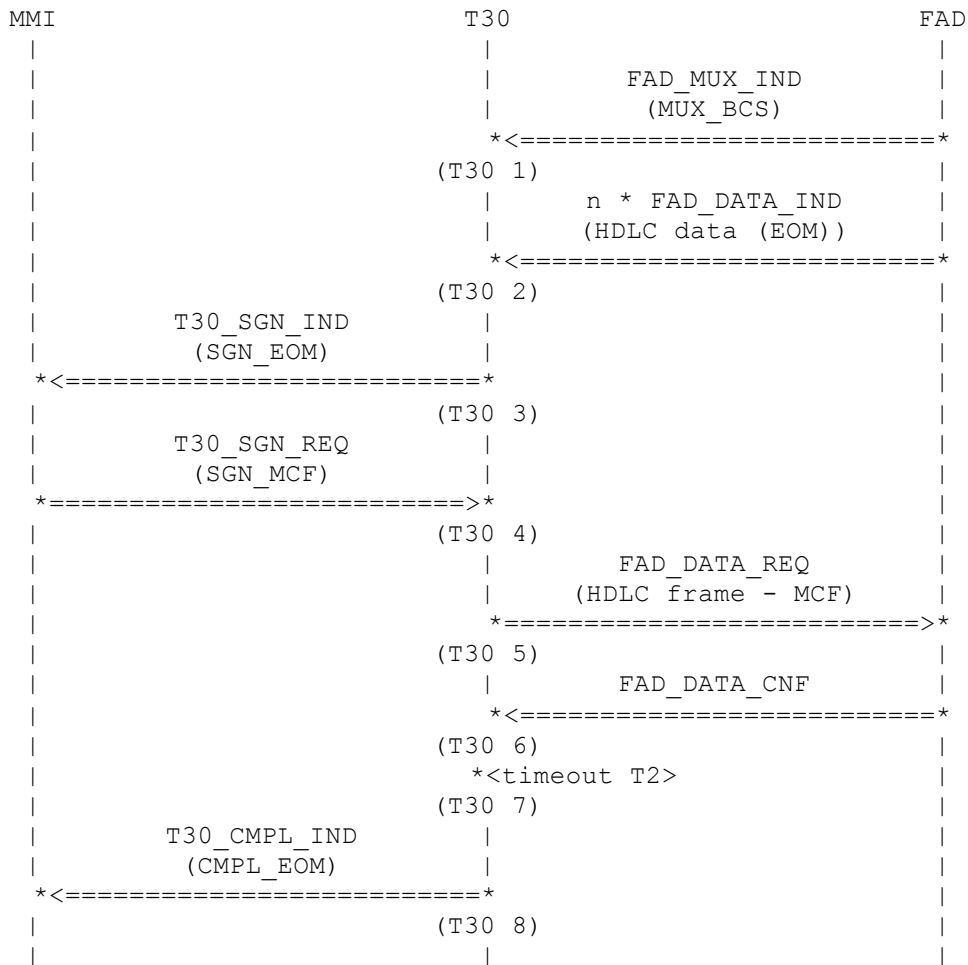 MMI                          T30                          FAD
 |                            |                            |
 |                            |        FAD_MUX_IND         |
 |                            |         (MUX_BCS)          |
 |                            *<==========================*
 |                         (T30 1)                         |
 |                            |     n * FAD_DATA_IND       |
 |                            |     (HDLC data (EOM))      |
 |                            *<==========================*
 |                         (T30 2)                         |
 |        T30_SGN_IND         |                            |
 |         (SGN_EOM)          |                            |
 *<==========================*                            |
 |                         (T30 3)                         |
 |        T30_SGN_REQ         |                            |
 |         (SGN_MCF)          |                            |
 *==========================>*                            |
 |                         (T30 4)                         |
 |                            |       FAD_DATA_REQ         |
 |                            |    (HDLC frame - MCF)      |
 |                            *==========================>*
 |                         (T30 5)                         |
 |                            |       FAD_DATA_CNF         |
 |                            *<==========================*
 |                         (T30 6)                         |
 |                           *<timeout T2>                 |
 |                         (T30 7)                         |
 |       T30_CMPL_IND         |                            |
 |        (CMPL_EOM)          |                            |
 *<==========================*                            |
 |                         (T30 8)                         |
 |                            |                            |